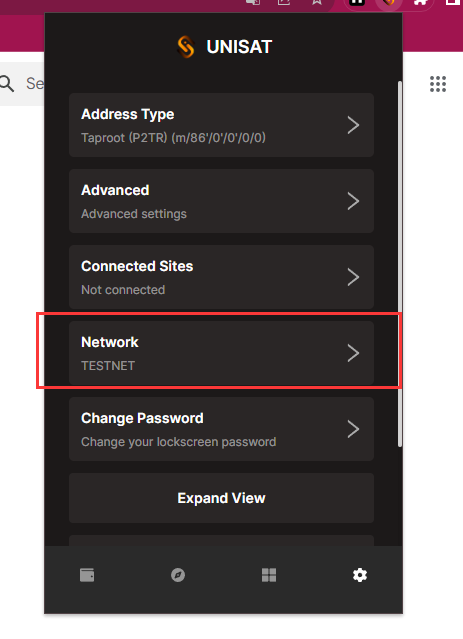 UNISAT
Se
Address Type
Taproot (P2TR) (m/86'/0'/0'/0/0)
Advanced
Advanced settings
Connected Sites
Not connected
Network
TESTNET
Change Password
Change your lockscreen password
Expand View